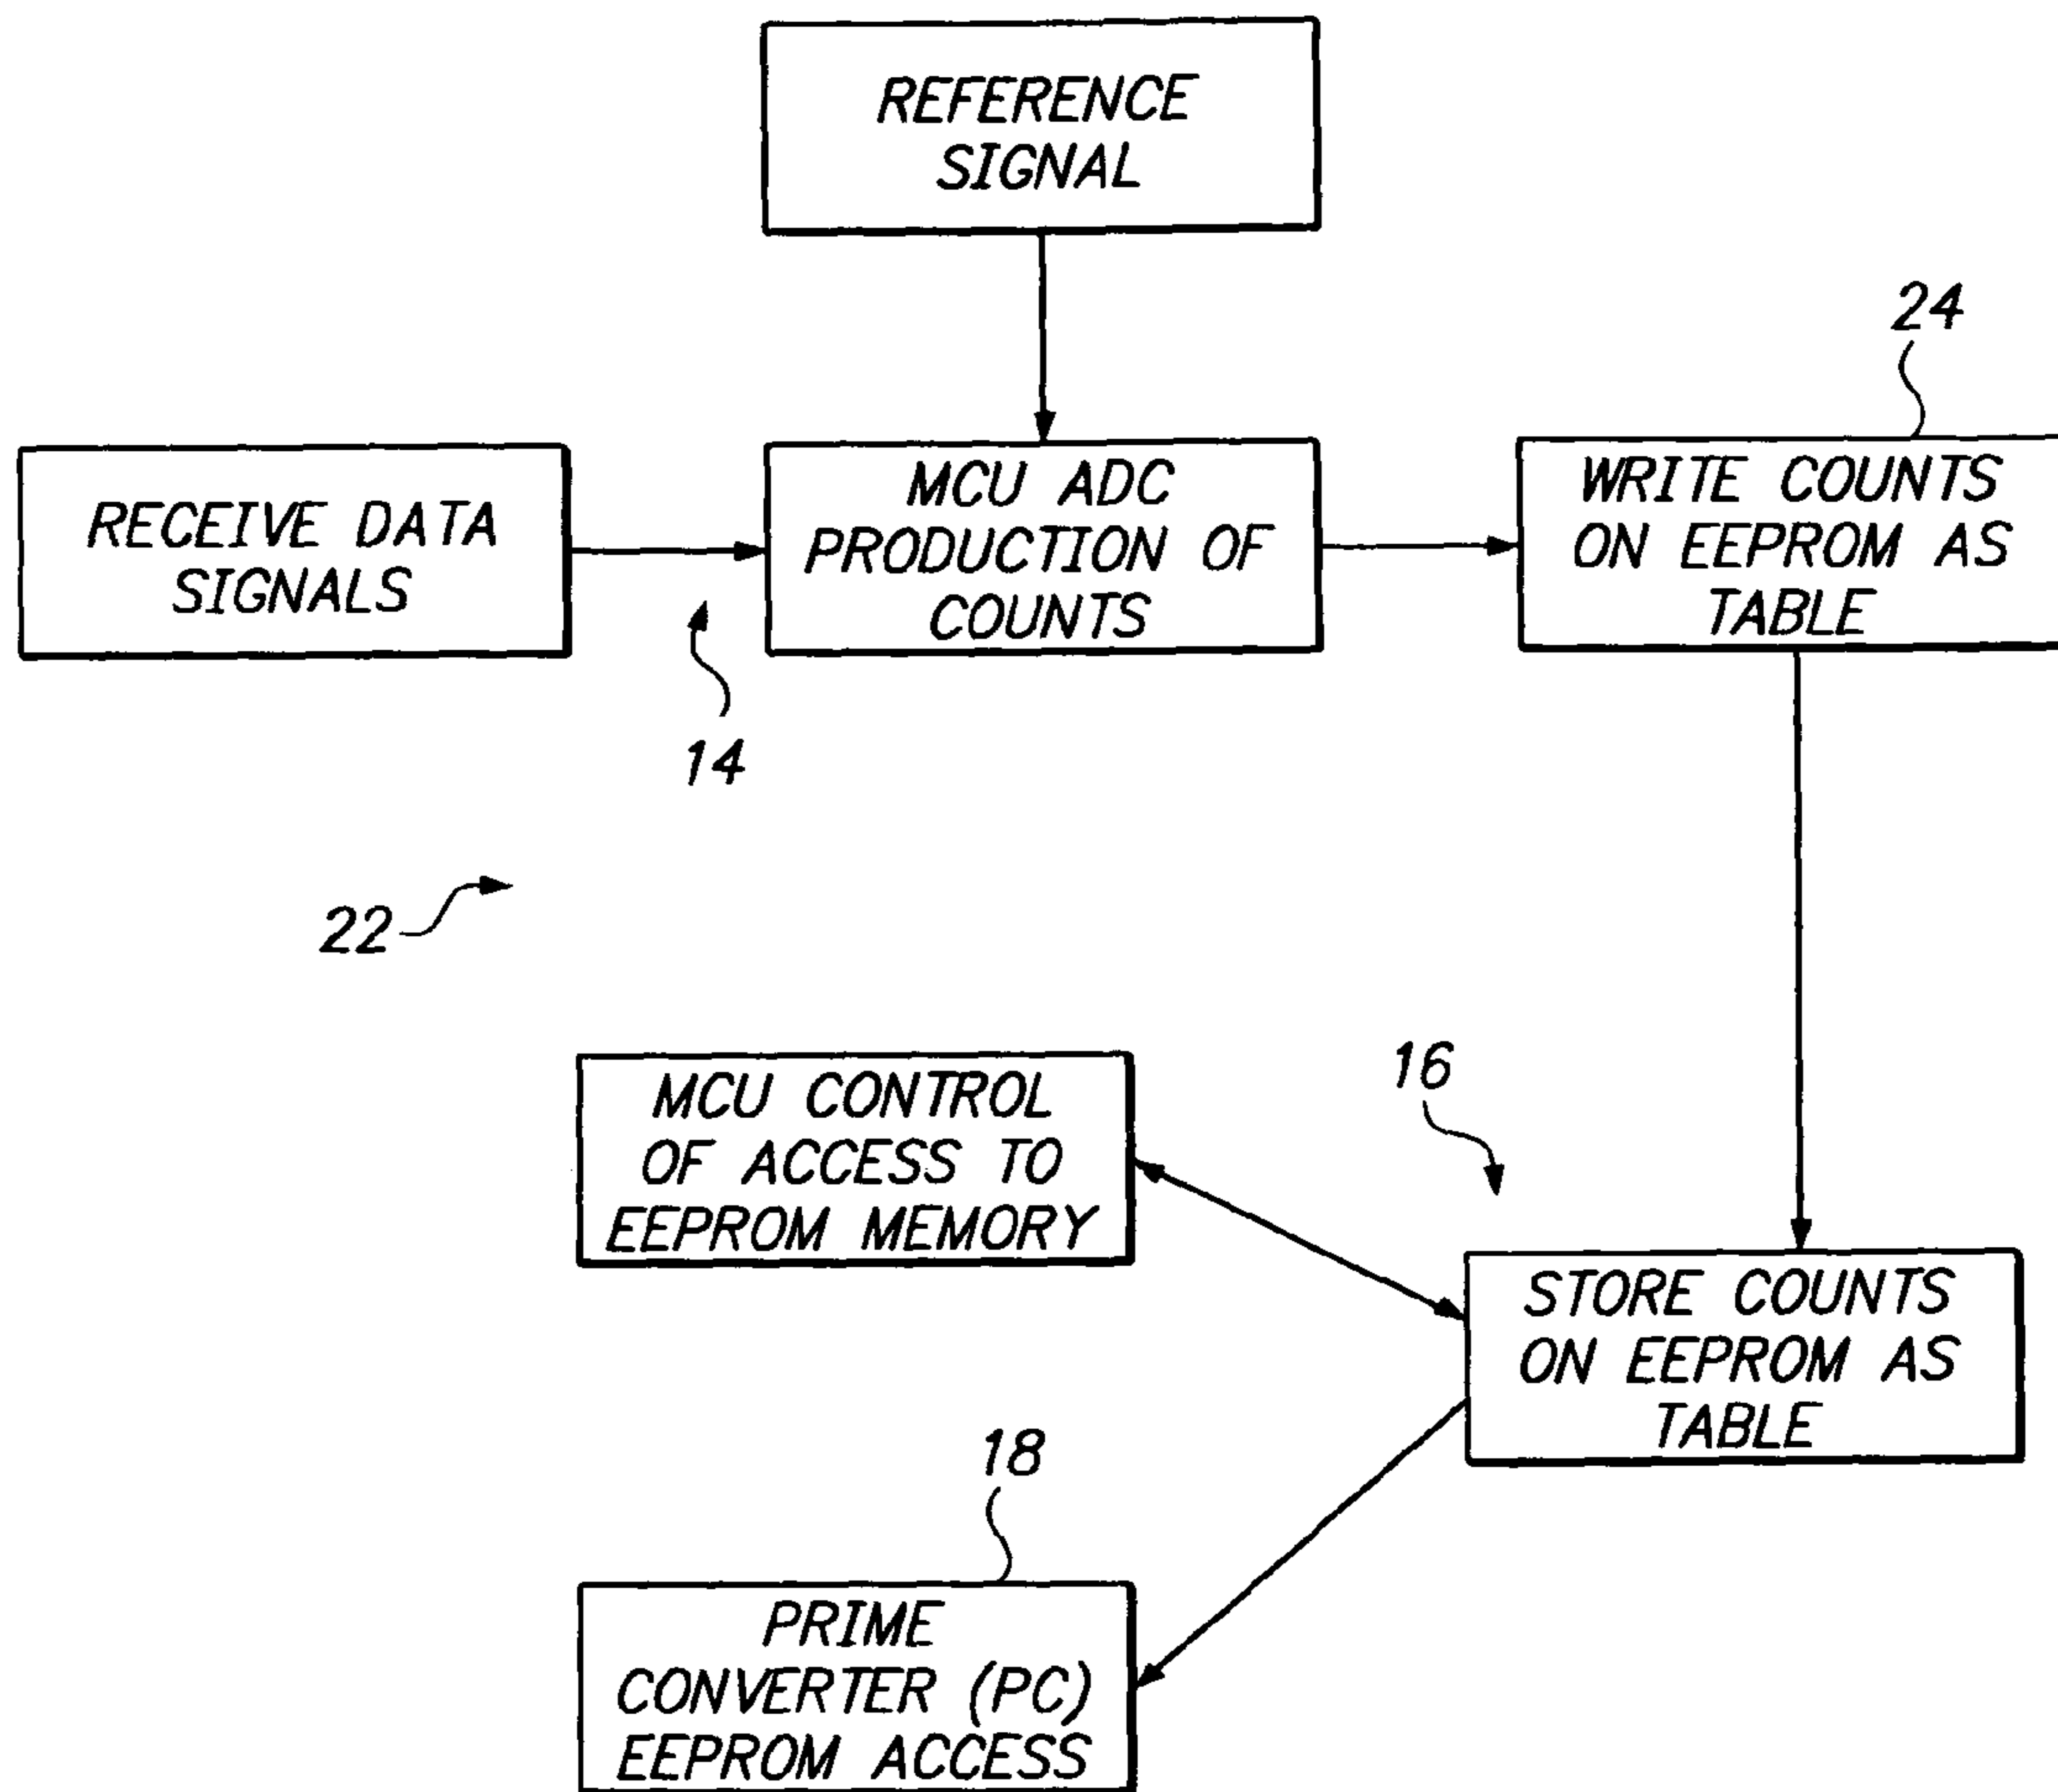 REFERENCE
SIGNAL
24
RECEIVE DATA
SIGNALS
MCU ADC
PRODUCTION OF
COUNTS
WRITE COUNTS
ON EEPROM AS
TABLE
14
22
MCU CONTROL
OF ACCESS TO
EEPROM MEMORY
16
STORE COUNTS
ON EEPROM AS
TABLE
18
PRIME
CONVERTER (PC)
EEPROM ACCESS